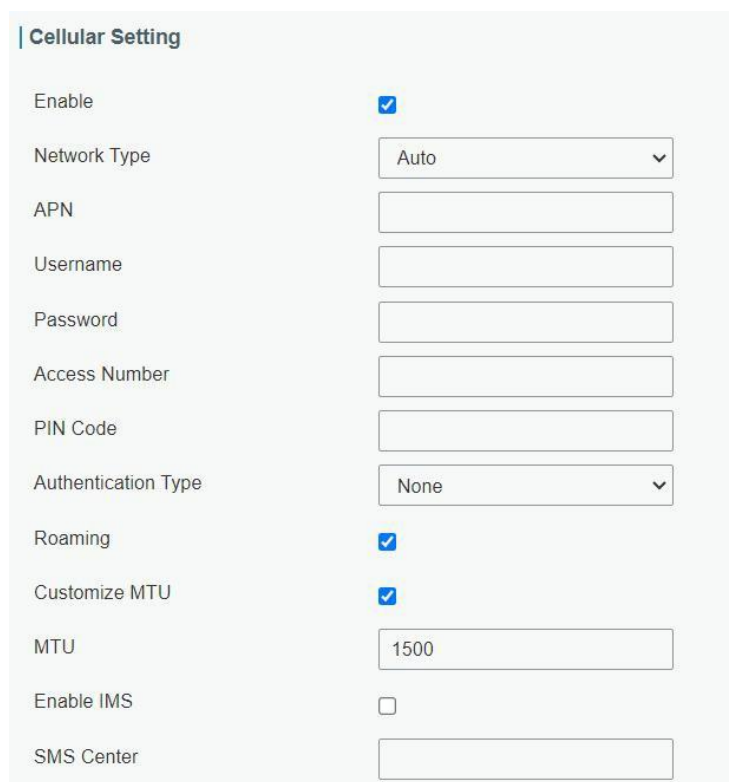 Cellular Setting
Enable
Network Type Auto
APN
Username
Password
Access Number
PIN Code
Authentication Type None
Roaming
Customize MTU
MTU 1500
Enable IMS
SMS Center